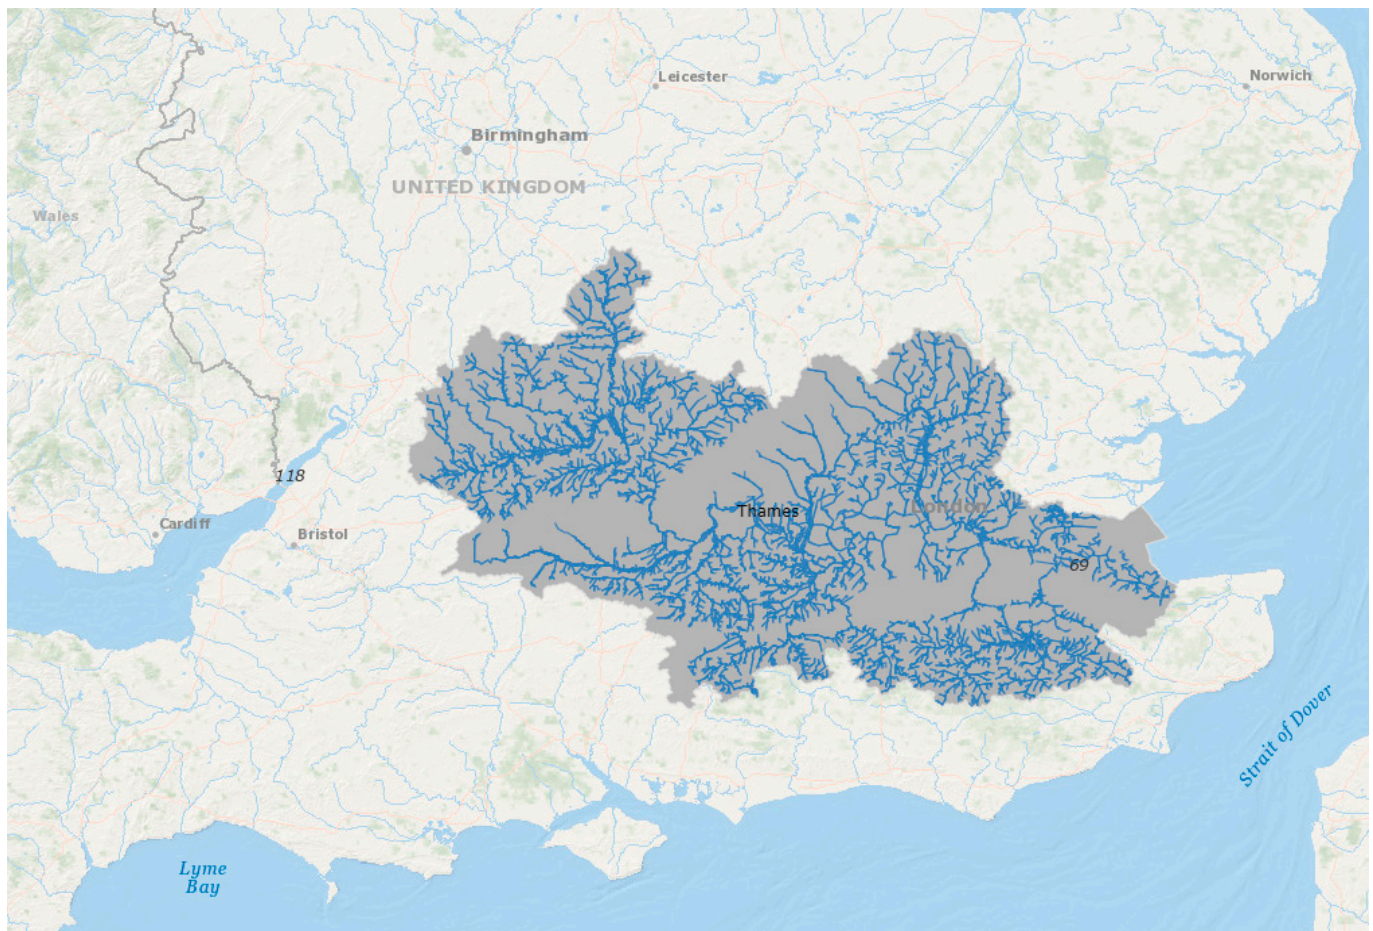 Leicester
Norwich
Birmingham
UNITED KINGDOM
Wales
118
Thames
London
Cardiff
Bristol
69
Strait of Dover
Lyme
Bay